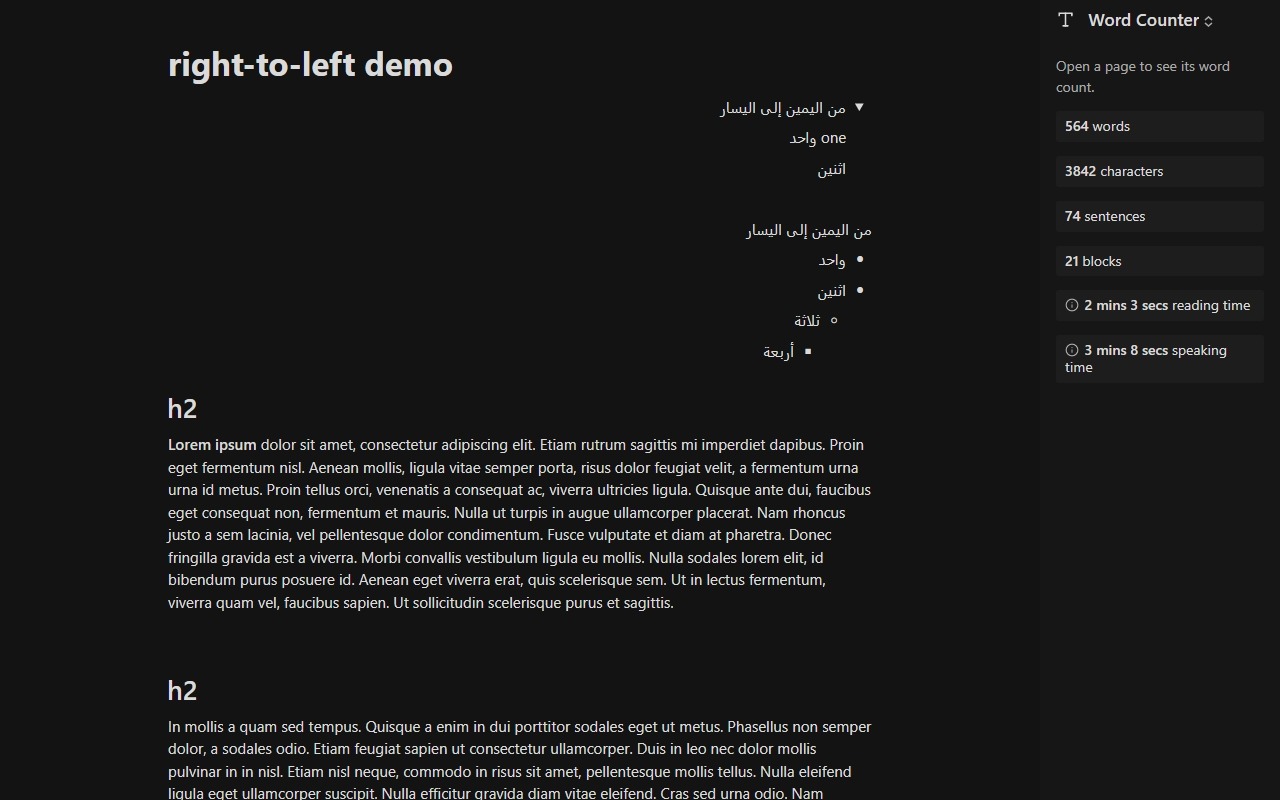 right-to-left demo
من اليمين إلى اليسار
one واحد
اثنين
من اليمين إلى اليسار
واحد
اثنين
ثلاثة
أربعة
h2
Lorem ipsum dolor sit amet, consectetur adipiscing elit. Etiam rutrum sagittis mi imperdiet dapibus. Proin
eget fermentum nisl. Aenean mollis, ligula vitae semper porta, risus dolor feugiat velit, a fermentum urna
urna id metus. Proin tellus orci, venenatis a consequat ac, viverra ultricies ligula. Quisque ante dui, faucibus
eget consequat non, fermentum et mauris. Nulla ut turpis in augue ullamcorper placerat. Nam rhoncus
justo a sem lacinia, vel pellentesque dolor condimentum. Fusce vulputate et diam at pharetra. Donec
fringilla gravida est a viverra. Morbi convallis vestibulum ligula eu mollis. Nulla sodales lorem elit, id
bibendum purus posuere id. Aenean eget viverra erat, quis scelerisque sem. Ut in lectus fermentum,
viverra quam vel, faucibus sapien. Ut sollicitudin scelerisque purus et sagittis.
h2
In mollis a quam sed tempus. Quisque a enim in dui porttitor sodales eget ut metus. Phasellus non semper
dolor, a sodales odio. Etiam feugiat sapien ut consectetur ullamcorper. Duis in leo nec dolor mollis
pulvinar in in nisl. Etiam nisl neque, commodo in risus sit amet, pellentesque mollis tellus. Nulla eleifend
ligula eget ullamcorper suscipit. Nulla efficitur gravida diam vitae eleifend. Cras sed urna odio. Nam
Word Counter
Open a page to see its word
count.
564 words
3842 characters
74 sentences
21 blocks
2 mins 3 secs reading time
3 mins 8 secs speaking
time